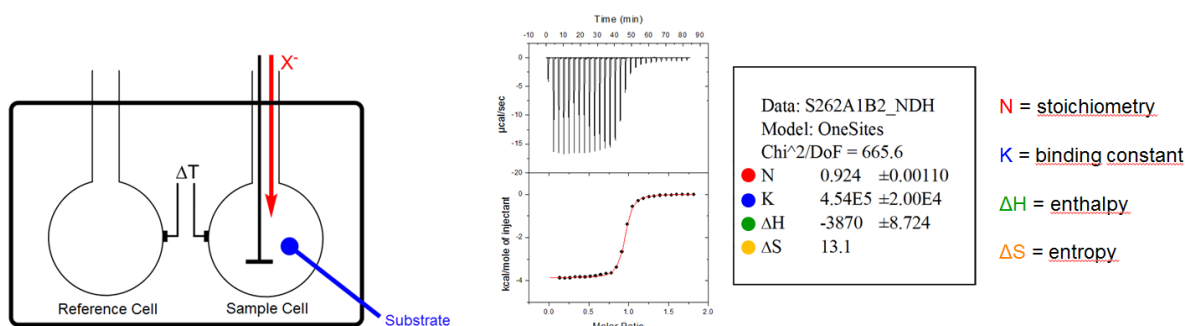 X-
ΔT
Reference Cell
Sample Cell
Substrate
Time (min)
-10 0 10 20 30 40 50 60 70 80 90
0
-5
-10
-15
-20
µcal/sec
0
-2
-4
kcal/mole of injectant
0.0 0.5 1.0 1.5 2.0
Molar Ratio
Data: S262A1B2_NDH
Model: OneSites
Chi^2/DoF = 665.6
N 0.924 ±0.00110
K 4.54E5 ±2.00E4
ΔH -3870 ±8.724
ΔS 13.1
N = stoichiometry
K = binding constant
ΔH = enthalpy
ΔS = entropy